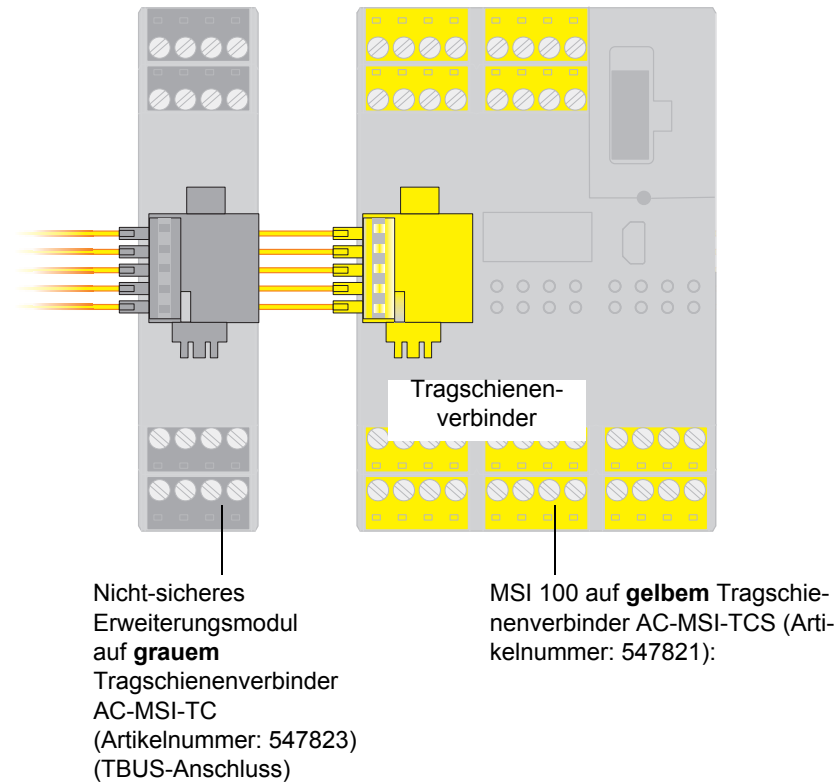 Tragschienen-
verbinder
Nicht-sicheres
Erweiterungsmodul
auf grauem
Tragschienenverbinder
AC-MSI-TC
(Artikelnummer: 547823)
(TBUS-Anschluss)
MSI 100 auf gelbem Tragschie-
nenverbinder AC-MSI-TCS (Arti-
kelnummer: 547821):